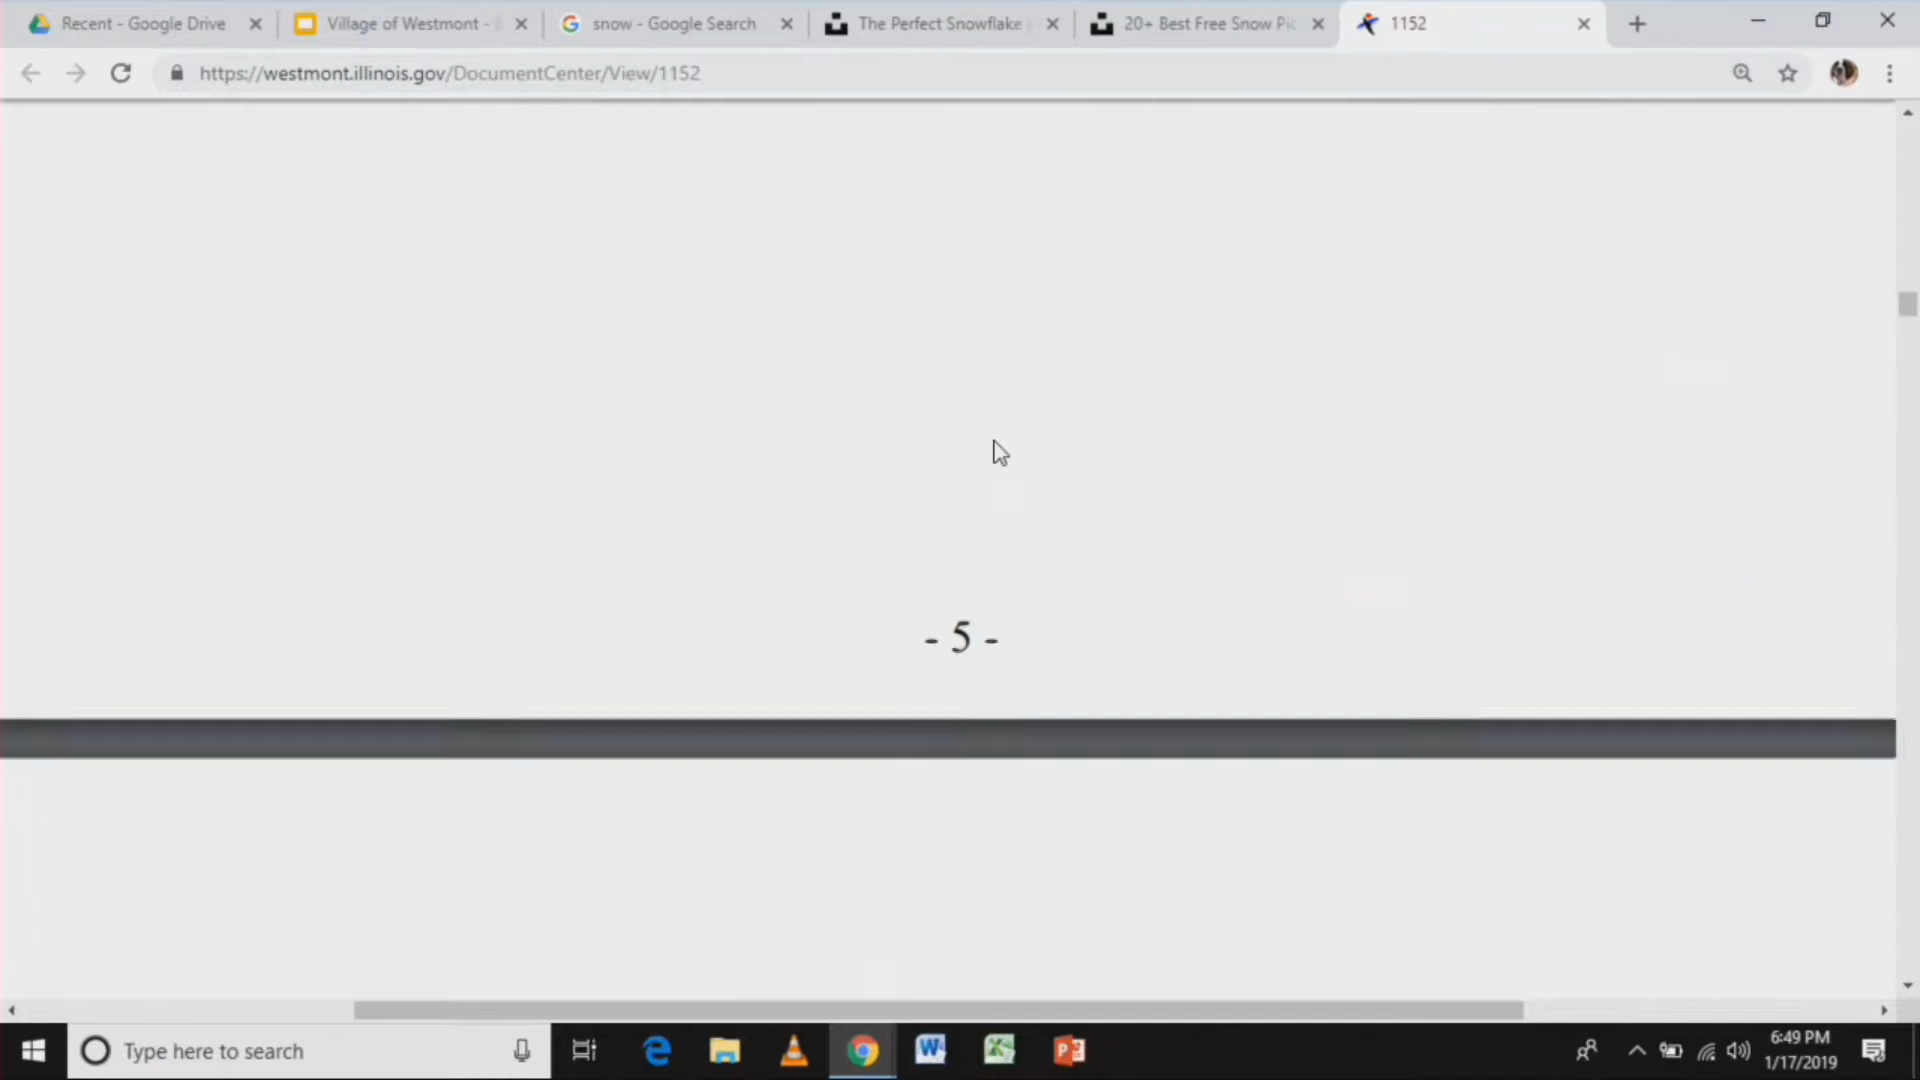 Recent - Google Drive
Village of Westmont -
snow - Google Search
The Perfect Snowflake
20+ Best Free Snow Pic
1152
https://westmont.illinois.gov/DocumentCenter/View/1152
- 5 -
Type here to search
6:49 PM
1/17/2019